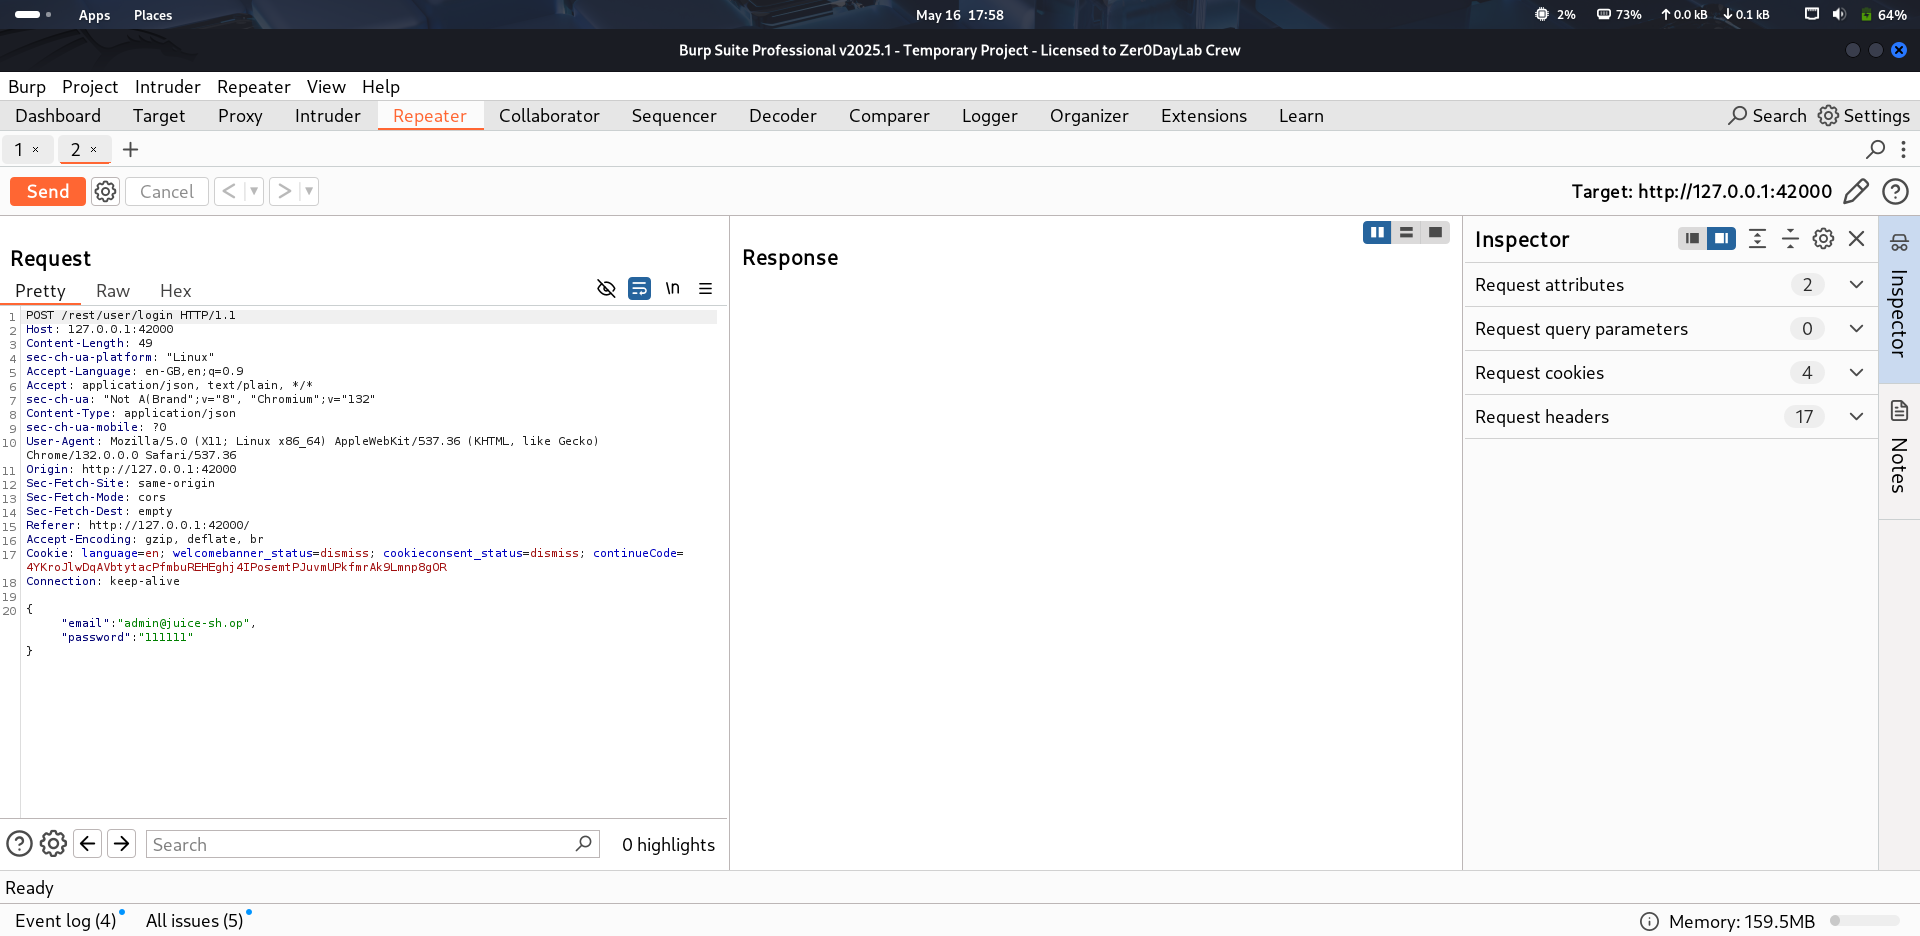 Apps Places May 16 17:58 2% 73% 0.0 kB 0.1 kB 64%
Burp Suite Professional v2025.1 - Temporary Project - Licensed to Zer0DayLab Crew
Burp Project Intruder Repeater View Help
Dashboard Target Proxy Intruder Repeater Collaborator Sequencer Decoder Comparer Logger Organizer Extensions Learn Search Settings
1 × 2 × +
Send Cancel < > Target: http://127.0.0.1:42000
Request
Pretty Raw Hex \n
1 POST /rest/user/login HTTP/1.1
2 Host: 127.0.0.1:42000
3 Content-Length: 49
4 sec-ch-ua-platform: "Linux"
5 Accept-Language: en-GB,en;q=0.9
6 Accept: application/json, text/plain, */*
7 sec-ch-ua: "Not A(Brand";v="8", "Chromium";v="132"
8 Content-Type: application/json
9 sec-ch-ua-mobile: ?0
10 User-Agent: Mozilla/5.0 (X11; Linux x86_64) AppleWebKit/537.36 (KHTML, like Gecko)
Chrome/132.0.0.0 Safari/537.36
11 Origin: http://127.0.0.1:42000
12 Sec-Fetch-Site: same-origin
13 Sec-Fetch-Mode: cors
14 Sec-Fetch-Dest: empty
15 Referer: http://127.0.0.1:42000/
16 Accept-Encoding: gzip, deflate, br
17 Cookie: language=en; welcomebanner_status=dismiss; cookieconsent_status=dismiss; continueCode=
4YKroJlwDqAVbtytacPfmbuREHEghj4IPosemtPJuvmUPkfmrAk9Lmnp8gOR
18 Connection: keep-alive
19
20 {
"email":"admin@juice-sh.op",
"password":"111111"
}
Search 0 highlights
Response
Inspector
Request attributes 2
Request query parameters 0
Request cookies 4
Request headers 17
Inspector
Notes
Ready
Event log (4) All issues (5) Memory: 159.5MB